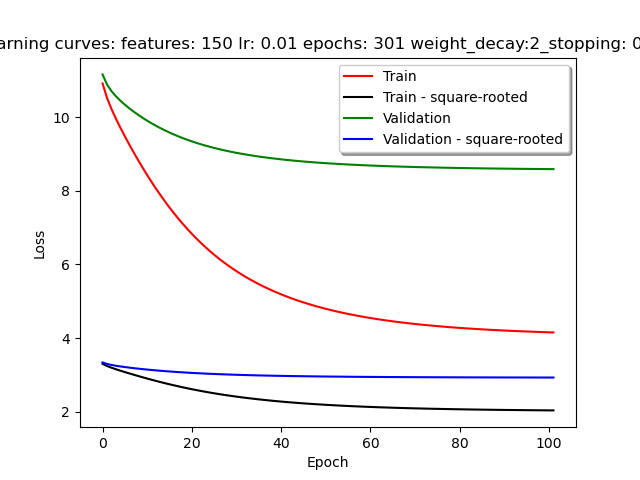 arning curves: features: 150 lr: 0.01 epochs: 301 weight_decay:2_stopping: 0
Train
Train - square-rooted
Validation
Validation - square-rooted
Loss
10
8
6
4
2
0 20 40 60 80 100
Epoch